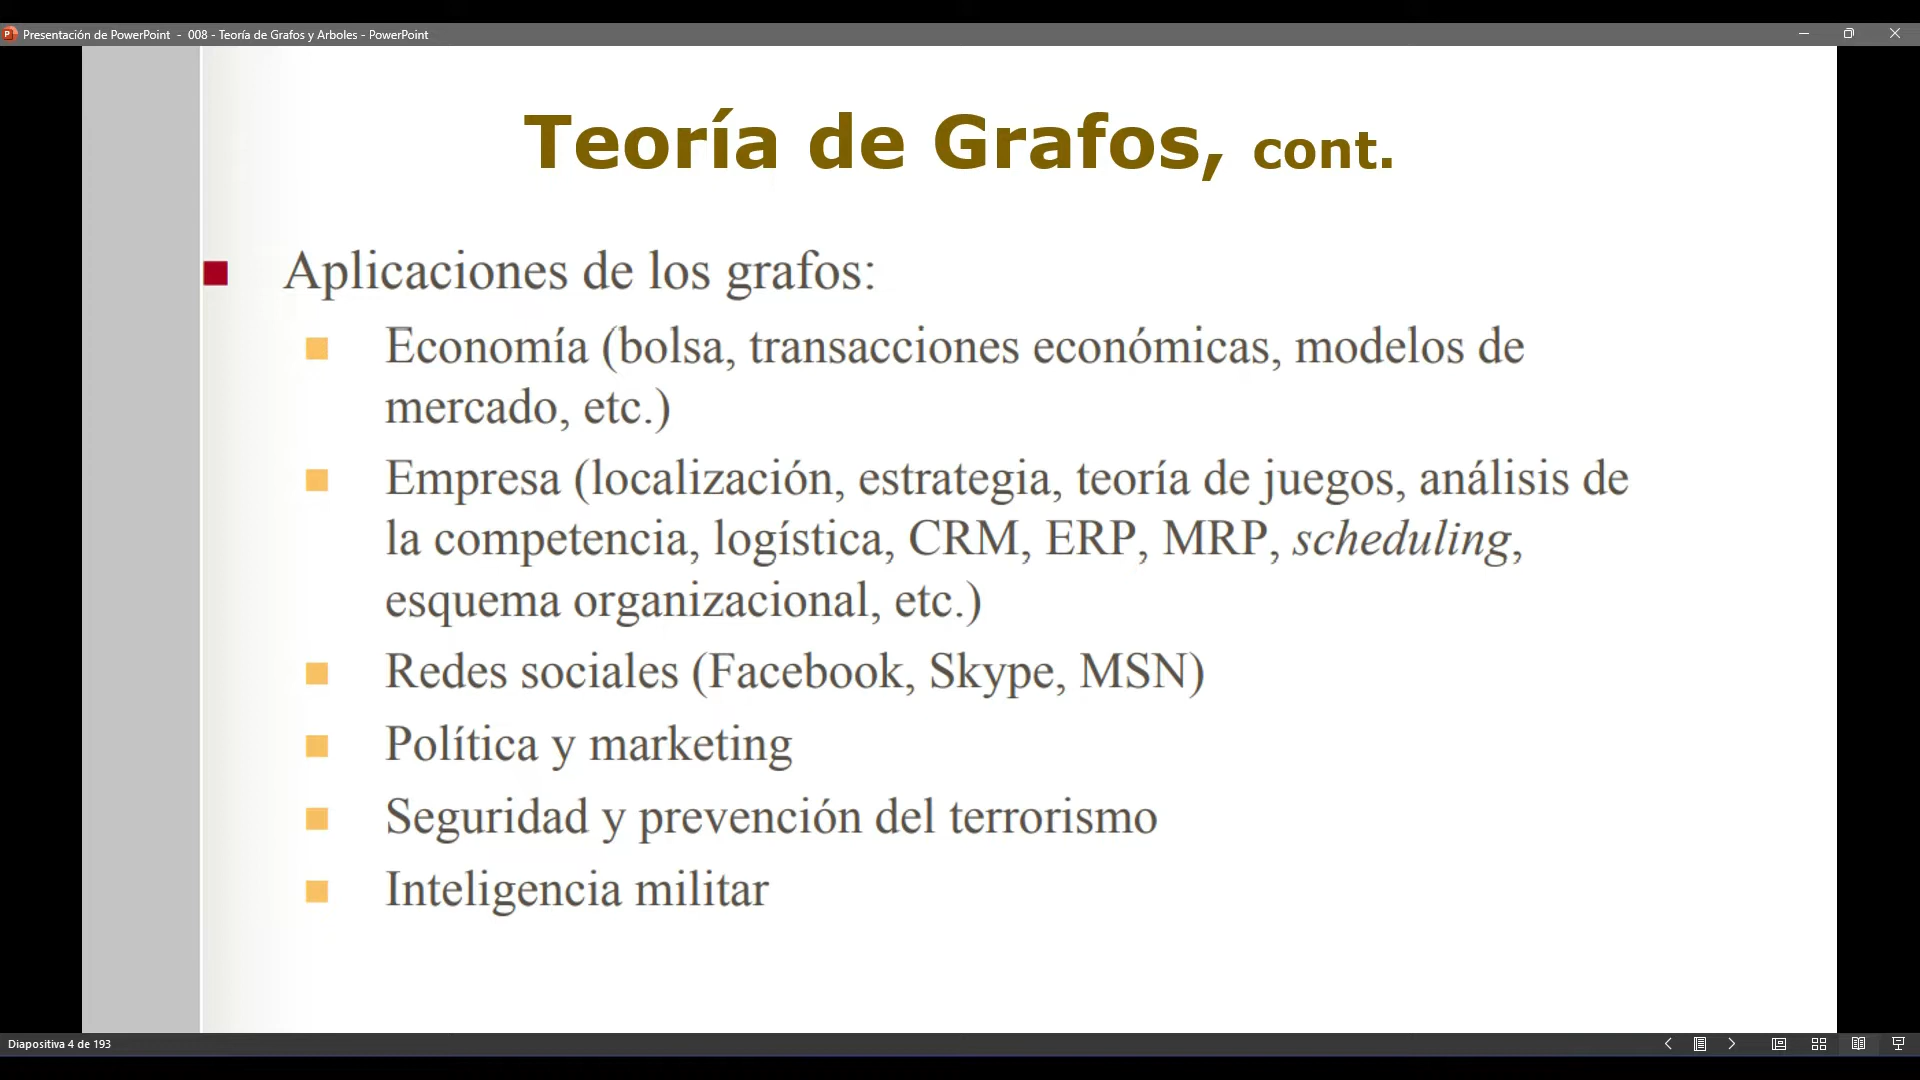 Presentación de PowerPoint - 008 - Teoría de Grafos y Arboles - PowerPoint
Teoría de Grafos, cont.
Aplicaciones de los grafos:
Economía (bolsa, transacciones económicas, modelos de
mercado, etc.)
Empresa (localización, estrategia, teoría de juegos, análisis de
la competencia, logística, CRM, ERP, MRP, scheduling,
esquema organizacional, etc.)
Redes sociales (Facebook, Skype, MSN)
Política y marketing
Seguridad y prevención del terrorismo
Inteligencia militar
Diapositiva 4 de 193